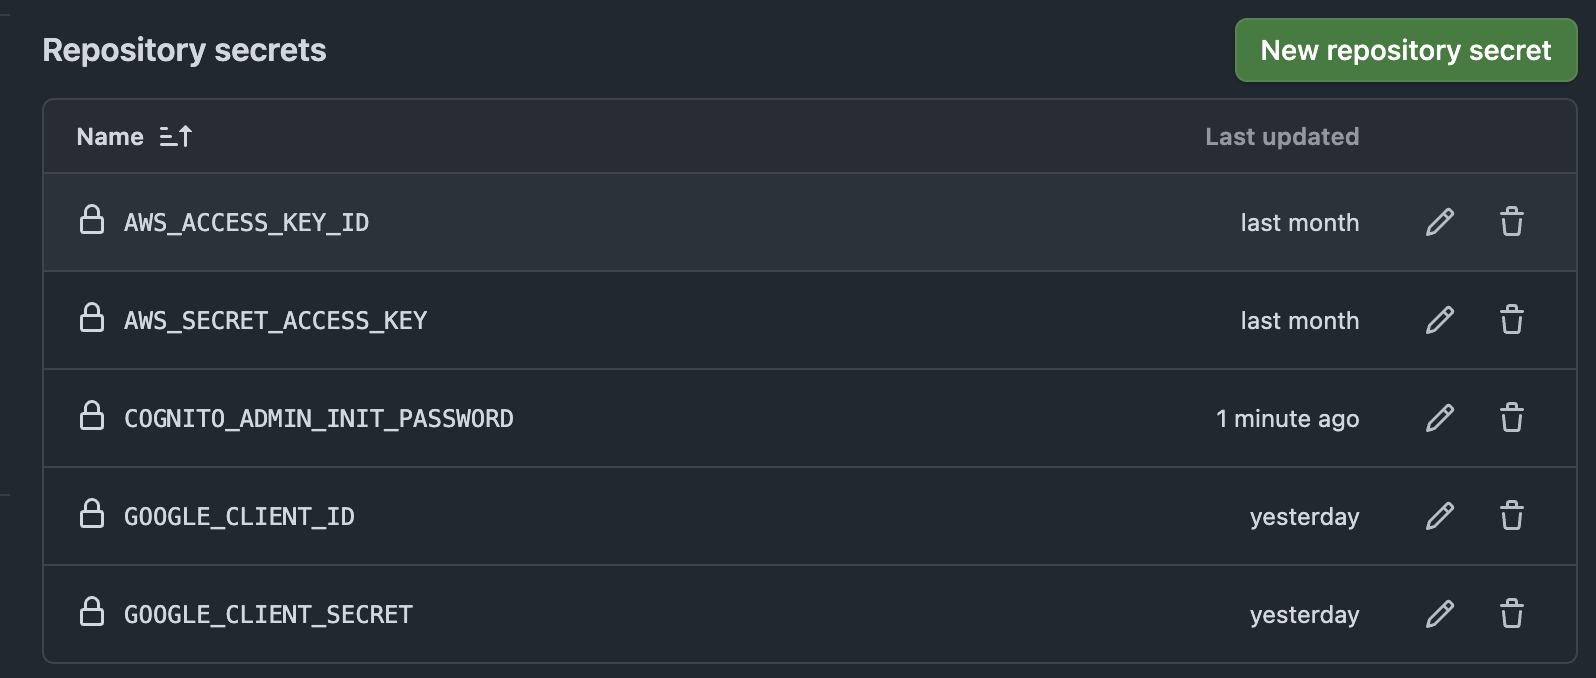 Repository secrets
New repository secret
Name Last updated
AWS_ACCESS_KEY_ID last month
AWS_SECRET_ACCESS_KEY last month
COGNITO_ADMIN_INIT_PASSWORD 1 minute ago
GOOGLE_CLIENT_ID yesterday
GOOGLE_CLIENT_SECRET yesterday